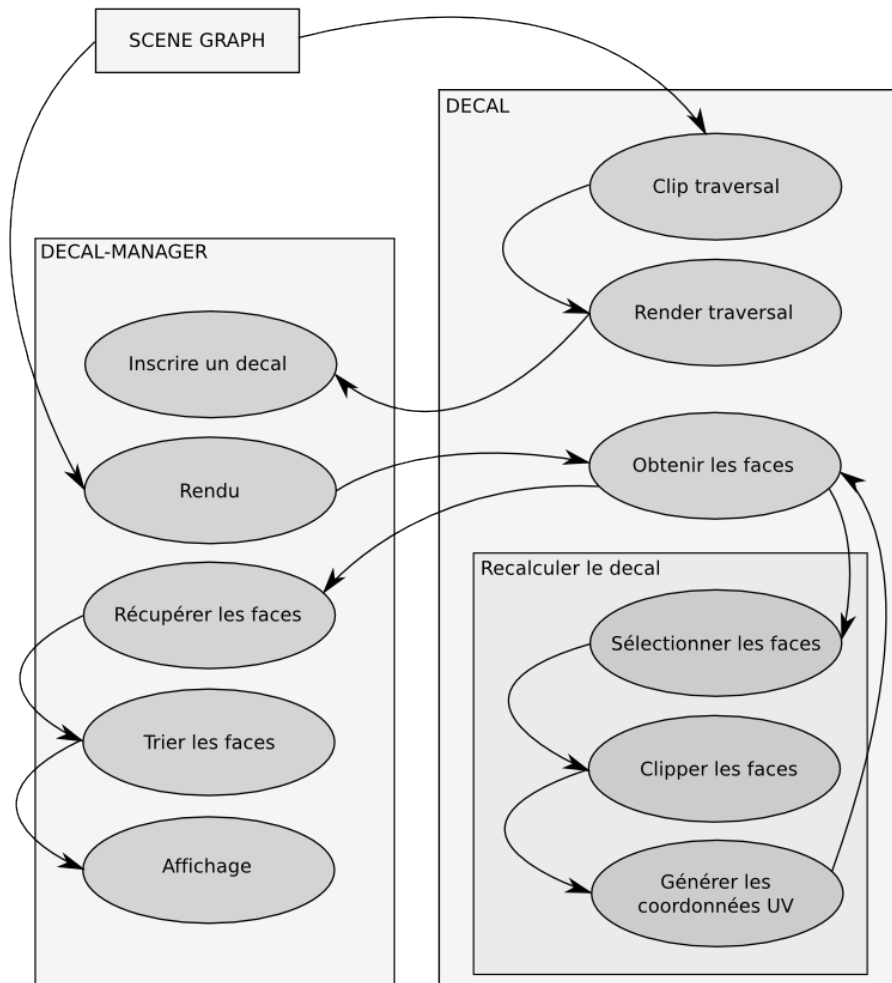 SCENE GRAPH
DECAL
Clip traversal
Render traversal
DECAL-MANAGER
Inscrire un decal
Rendu
Récupérer les faces
Trier les faces
Affichage
Obtenir les faces
Recalculer le decal
Sélectionner les faces
Clipper les faces
Générer les
coordonnées UV